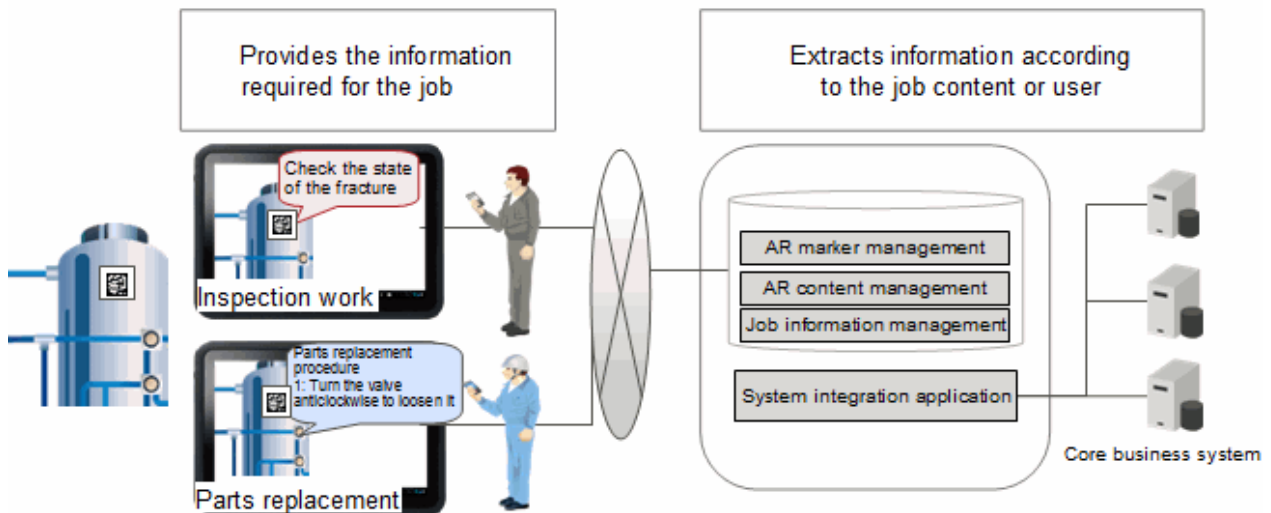 Provides the information
required for the job
Extracts information according
to the job content or user
Check the state
of the fracture
Inspection work
Parts replacement
procedure
1: Turn the valve
anticlockwise to loosen it
Parts replacement
AR marker management
AR content management
Job information management
System integration application
Core business system